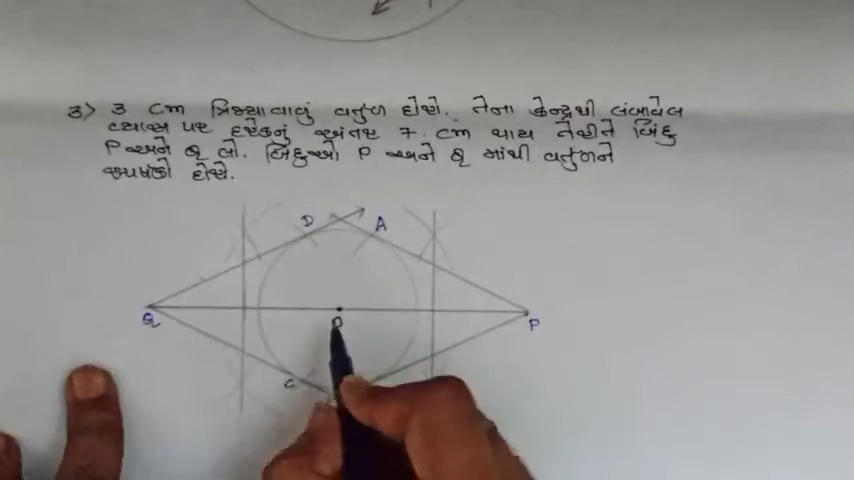 3> 3 cm ત્રિજ્યાવાળું વર્તુળ દોરો. તેના કેન્દ્રથી લંબાવેલ
વ્યાસ પર દરેકનું અંતર 7 cm થાય તેરીતે બિંદુ
P અને Q લો. બિંદુઓ P અને Q માંથી વર્તુળને
સ્પર્શકો દોરો.
D A
Q O P
C